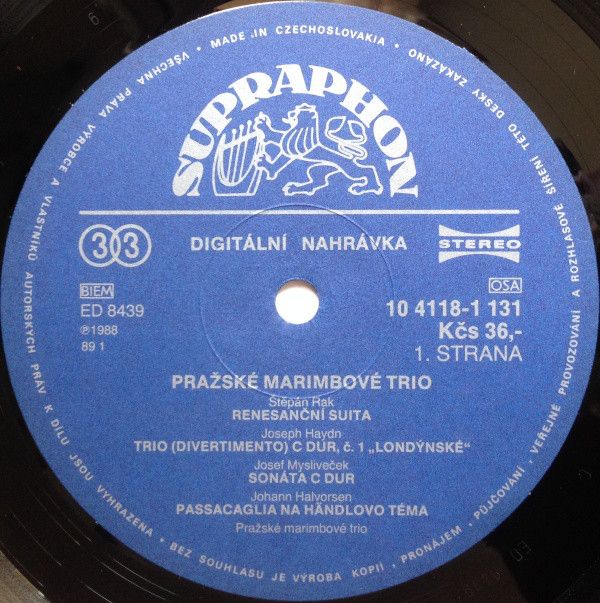 MADE IN CZECHOSLOVAKIA • ZAKÁZÁNO VEŘEJNÉ PROVOZOVÁNÍ A ROZHLASOVÉ ŠÍŘENÍ TÉTO DESKY, PŮJČOVÁNÍ, PRONÁJEM, BEZ SOUHLASU JE VÝROBA KOPIÍ • VŠECHNA PRÁVA VÝROBCE A VLASTNÍKŮ AUTORSKÝCH PRÁV K DÍLU JSOU VYHRAZENA
SUPRAPHON
33
DIGITÁLNÍ NAHRÁVKA
STEREO
BIEM
OSA
ED 8439
10 4118-1 131
℗1988
Kčs 36,-
89 1
1. STRANA
PRAŽSKÉ MARIMBOVÉ TRIO
Štěpán Rak
RENESANČNÍ SUITA
Joseph Haydn
TRIO (DIVERTIMENTO) C DUR, č. 1 „LONDÝNSKÉ“
Josef Mysliveček
SONÁTA C DUR
Johann Halvorsen
PASSACAGLIA NA HÄNDLOVO TÉMA
Pražské marimbové trio